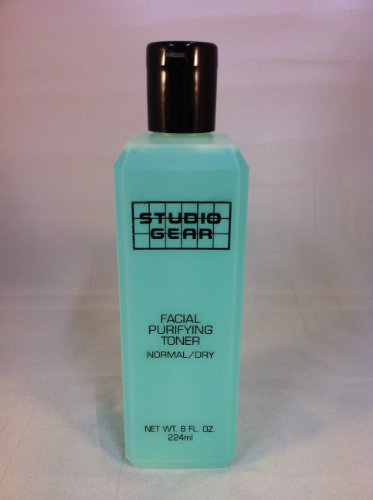 STUDIO
GEAR
FACIAL
PURIFYING
TONER
NORMAL/DRY
NET WT. 8 FL. OZ.
224ml